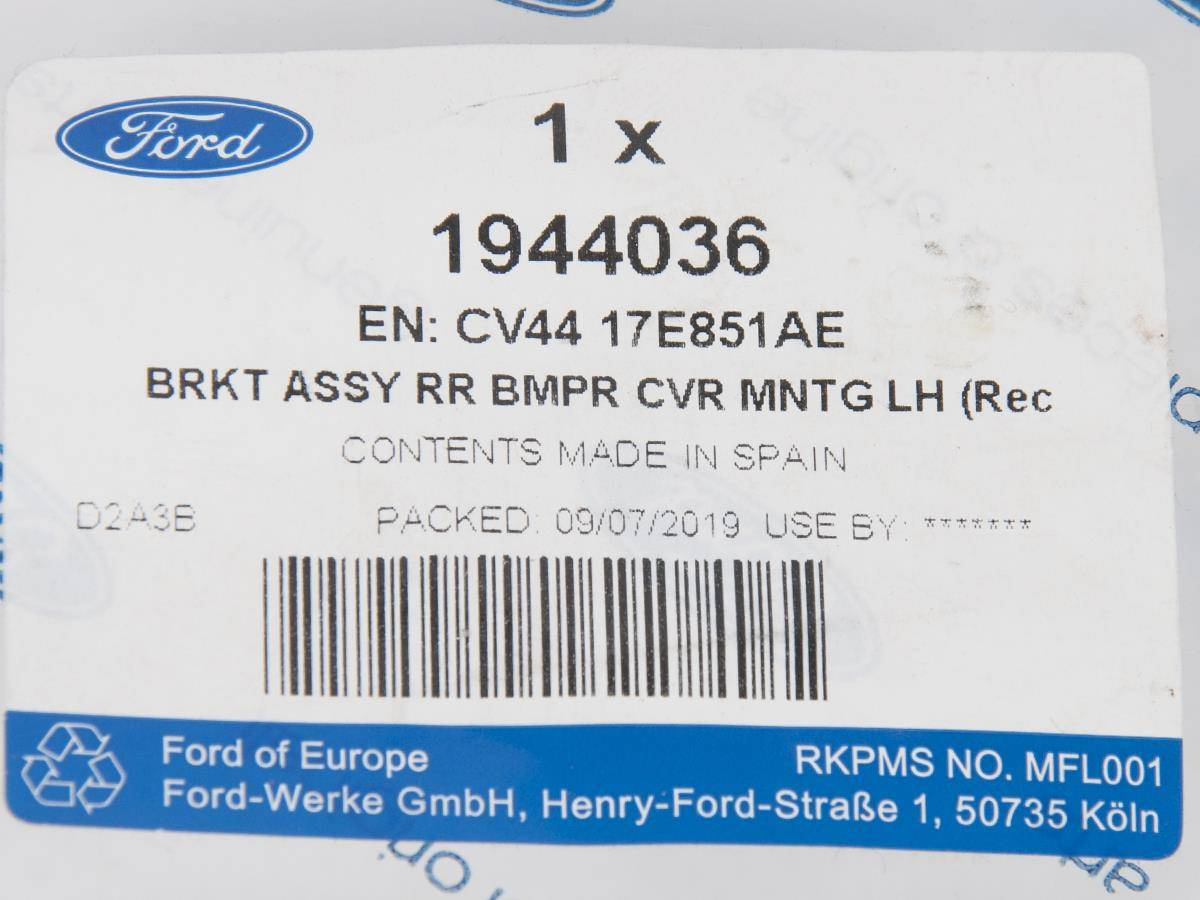 Ford
1 x
1944036
EN: CV44 17E851AE
BRKT ASSY RR BMPR CVR MNTG LH (Rec
CONTENTS MADE IN SPAIN
D2A3B PACKED: 09/07/2019 USE BY: *******
Ford of Europe RKPMS NO. MFL001
Ford-Werke GmbH, Henry-Ford-Straße 1, 50735 Köln